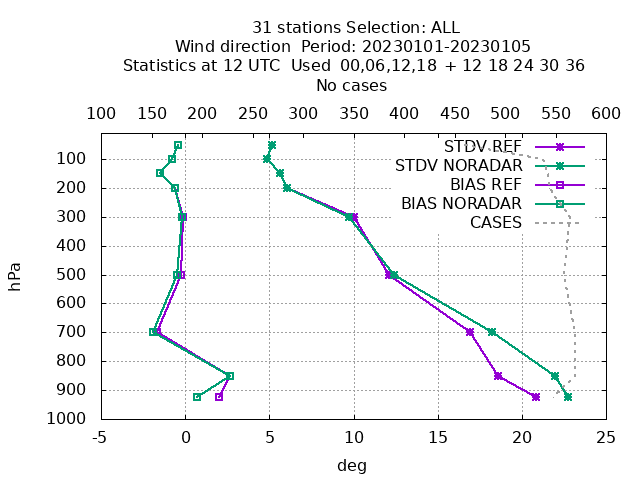 31 stations Selection: ALL
Wind direction  Period: 20230101-20230105
Statistics at 12 UTC  Used  00,06,12,18  + 12 18 24 30 36
No cases
100 150 200 250 300 350 400 450 500 550 600
STDV REF
STDV NORADAR
BIAS REF
BIAS NORADAR
CASES
100
200
300
400
500
600
700
800
900
1000
hPa
-5 0 5 10 15 20 25
deg